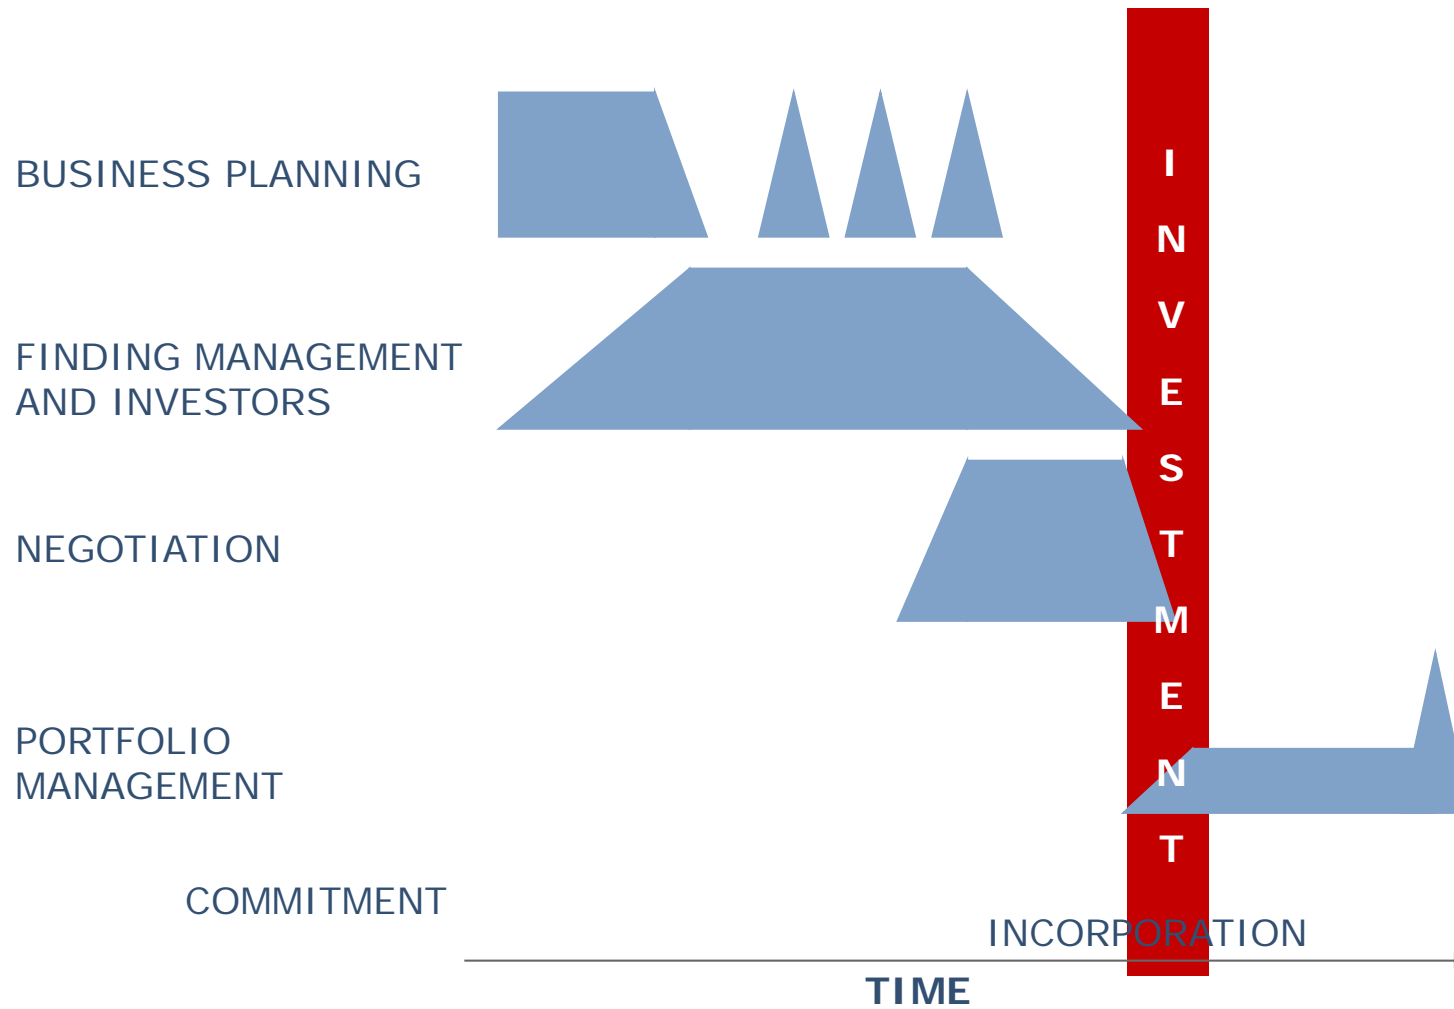 BUSINESS PLANNING
FINDING MANAGEMENT
AND INVESTORS
NEGOTIATION
PORTFOLIO
MANAGEMENT
COMMITMENT
I
N
V
E
S
T
M
E
N
T
INCORPORATION
TIME